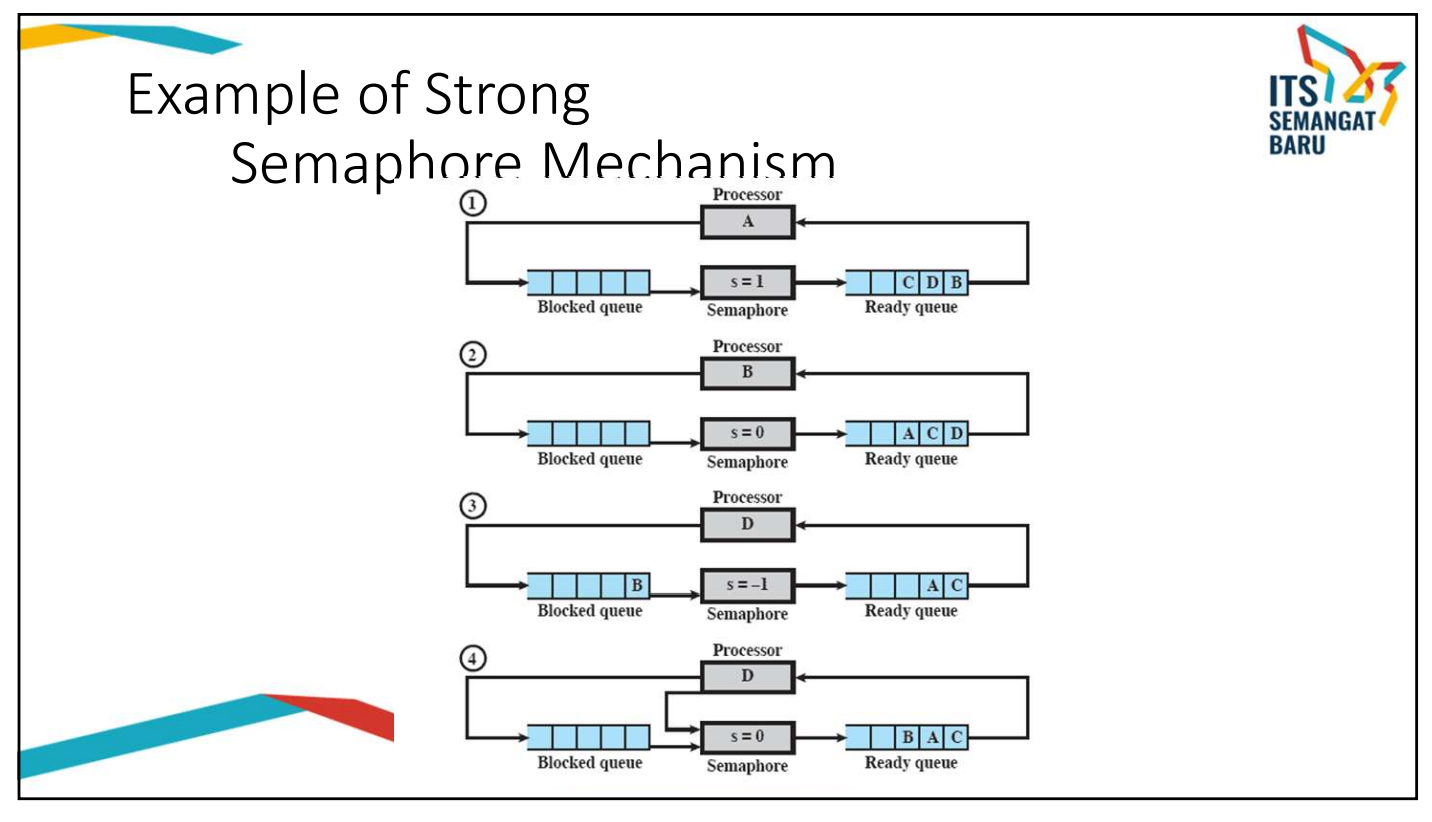 Example of Strong
Semaphore Mechanism
ITS
SEMANGAT
BARU
1
Processor
A
s = 1
C D B
Blocked queue
Semaphore
Ready queue
2
Processor
B
s = 0
A C D
Blocked queue
Semaphore
Ready queue
3
Processor
D
B
s = –1
A C
Blocked queue
Semaphore
Ready queue
4
Processor
D
s = 0
B A C
Blocked queue
Semaphore
Ready queue